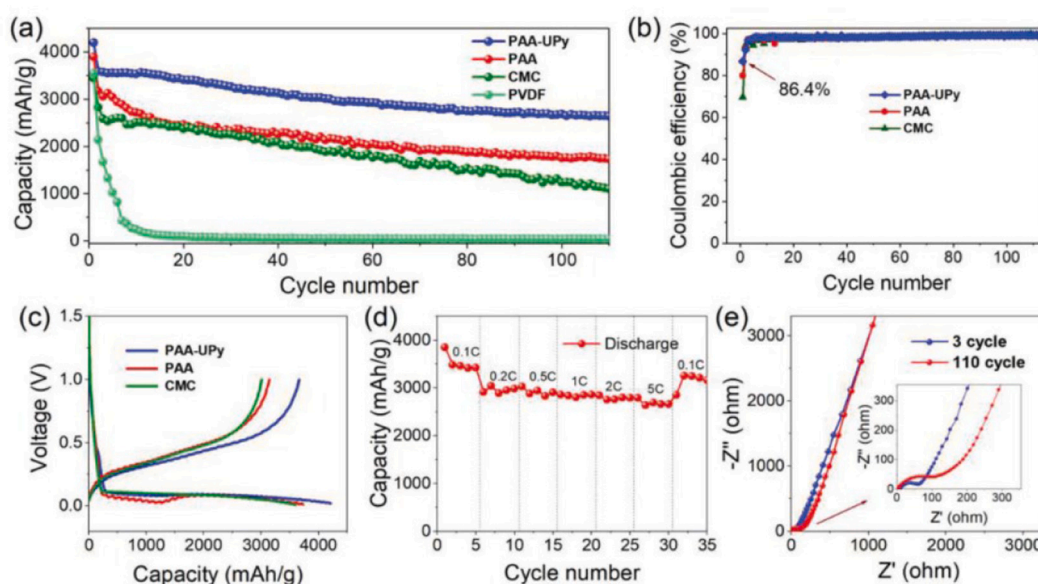 (a)
4000
3000
2000
1000
0
Capacity (mAh/g)
PAA-UPy
PAA
CMC
PVDF
20 40 60 80 100
Cycle number
(b)
100
80
60
40
20
0
Coulombic efficiency (%)
86.4%
PAA-UPy
PAA
CMC
0 20 40 60 80 100
Cycle number
(c)
1.5
1.0
0.5
0.0
Voltage (V)
PAA-UPy
PAA
CMC
0 1000 2000 3000 4000
Capacity (mAh/g)
(d)
4000
3000
2000
1000
0
Capacity (mAh/g)
Discharge
0.1C
0.2C
0.5C
1C
2C
5C
0.1C
0 5 10 15 20 25 30 35
Cycle number
(e)
3000
2000
1000
0
-Z" (ohm)
3 cycle
110 cycle
300
200
100
0
-Z" (ohm)
0 100 200 300
Z' (ohm)
0 1000 2000 3000
Z' (ohm)